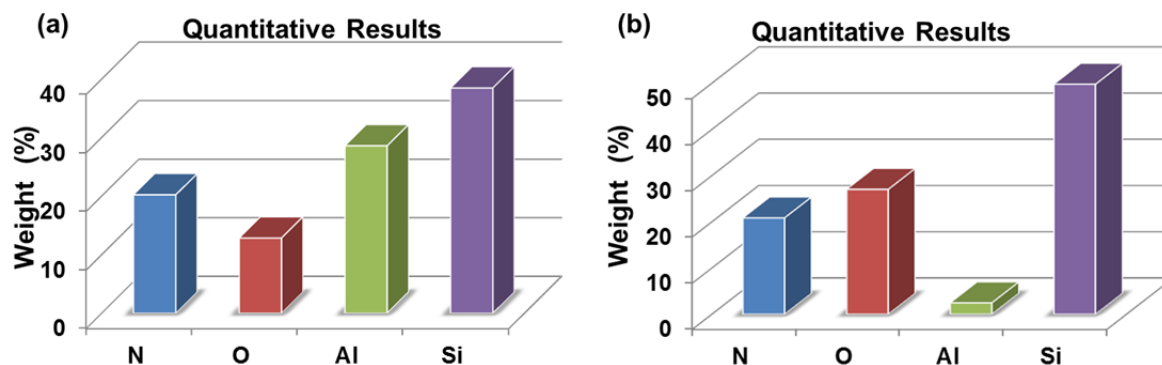 (a)
Quantitative Results
Weight (%)
40
30
20
10
0
N O Al Si
(b)
Quantitative Results
Weight (%)
50
40
30
20
10
0
N O Al Si